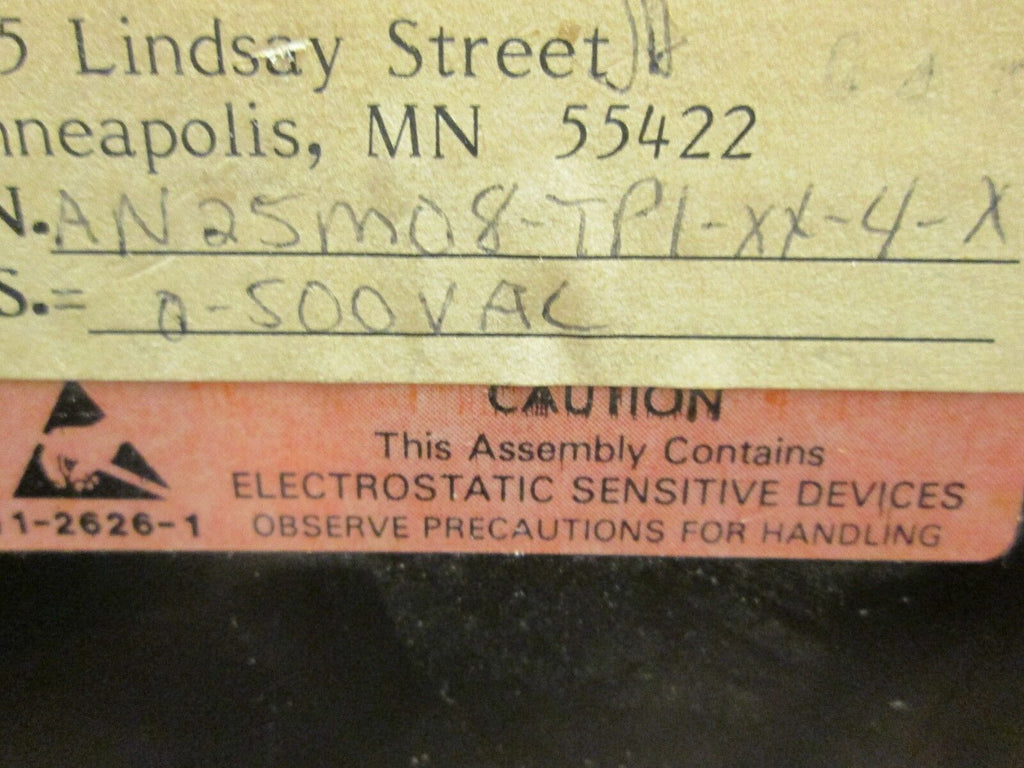 5 Lindsay Street
nneapolis, MN 55422
N. AN25M08-TP1-XX-4-X
S.= 0-500VAC
CAUTION
This Assembly Contains
ELECTROSTATIC SENSITIVE DEVICES
1-2626-1 OBSERVE PRECAUTIONS FOR HANDLING